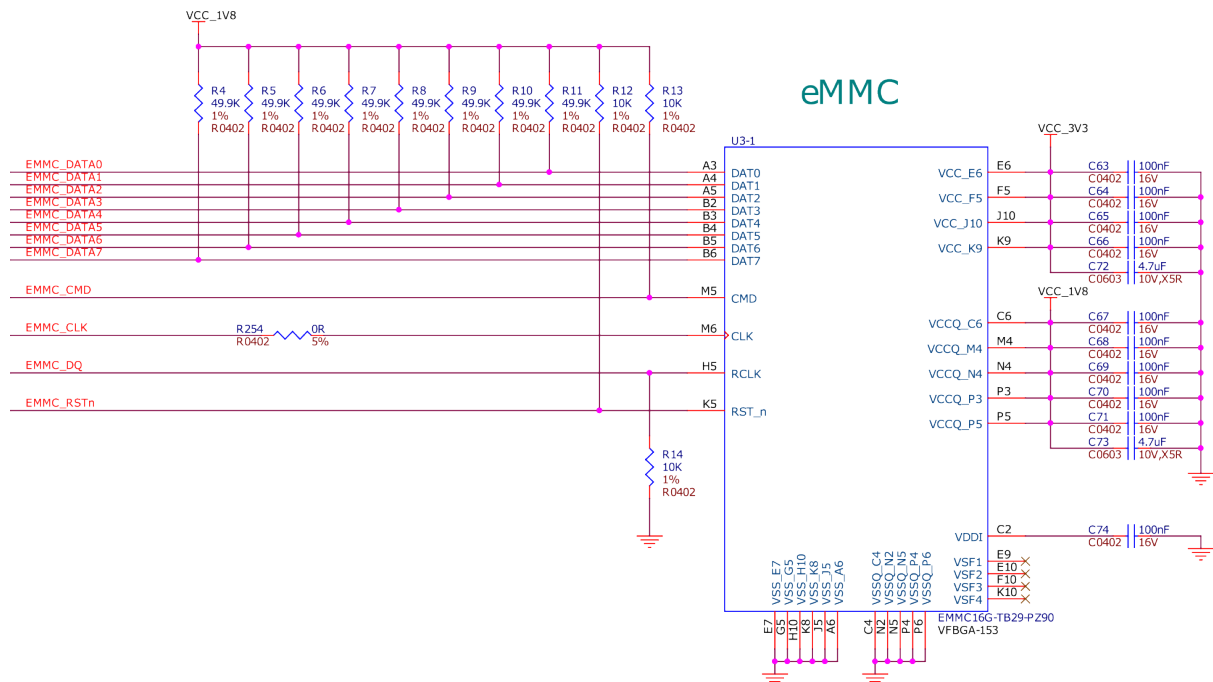 VCC_1V8
eMMC
R4
49.9K
1%
R0402
R5
49.9K
1%
R0402
R6
49.9K
1%
R0402
R7
49.9K
1%
R0402
R8
49.9K
1%
R0402
R9
49.9K
1%
R0402
R10
49.9K
1%
R0402
R11
49.9K
1%
R0402
R12
10K
1%
R0402
R13
10K
1%
R0402
EMMC_DATA0
EMMC_DATA1
EMMC_DATA2
EMMC_DATA3
EMMC_DATA4
EMMC_DATA5
EMMC_DATA6
EMMC_DATA7
EMMC_CMD
EMMC_CLK
EMMC_DQ
EMMC_RSTn
R254 0R
R0402 5%
R14
10K
1%
R0402
U3-1
A3 DAT0
A4 DAT1
A5 DAT2
B2 DAT3
B3 DAT4
B4 DAT5
B5 DAT6
B6 DAT7
M5 CMD
M6 CLK
H5 RCLK
K5 RST_n
VCC_3V3
VCC_E6 E6
VCC_F5 F5
VCC_J10 J10
VCC_K9 K9
C63 100nF
C0402 16V
C64 100nF
C0402 16V
C65 100nF
C0402 16V
C66 100nF
C0402 16V
C72 4.7uF
C0603 10V,X5R
VCC_1V8
VCCQ_C6 C6
VCCQ_M4 M4
VCCQ_N4 N4
VCCQ_P3 P3
VCCQ_P5 P5
C67 100nF
C0402 16V
C68 100nF
C0402 16V
C69 100nF
C0402 16V
C70 100nF
C0402 16V
C71 100nF
C0402 16V
C73 4.7uF
C0603 10V,X5R
VDDI C2
C74 100nF
C0402 16V
VSF1 E9
VSF2 E10
VSF3 F10
VSF4 K10
VSS_E7
VSS_G5
VSS_H10
VSS_K8
VSS_J5
VSS_A6
VSSQ_C4
VSSQ_N2
VSSQ_N5
VSSQ_P4
VSSQ_P6
E7
G5
H10
K8
J5
A6
C4
N2
N5
P4
P6
EMMC16G-TB29-PZ90
VFBGA-153